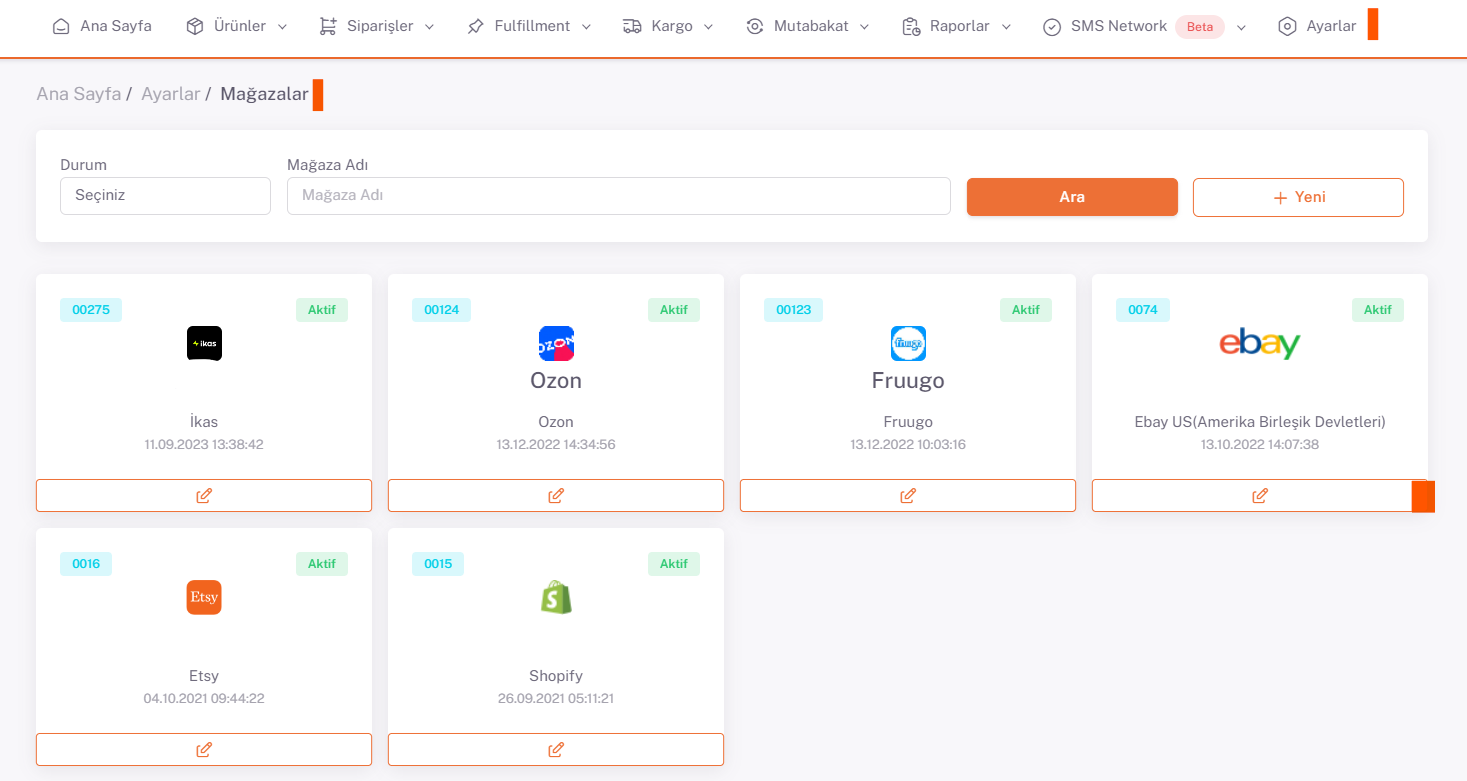 Ana Sayfa Ürünler Siparişler Fulfillment Kargo Mutabakat Raporlar SMS Network Beta Ayarlar
Ana Sayfa / Ayarlar / Mağazalar
Durum Mağaza Adı
Seçiniz Mağaza Adı Ara + Yeni
00275 Aktif 00124 Aktif 00123 Aktif 0074 Aktif
ikas OZON fruugo ebay
Ozon Fruugo
İkas Ozon Fruugo Ebay US(Amerika Birleşik Devletleri)
11.09.2023 13:38:42 13.12.2022 14:34:56 13.12.2022 10:03:16 13.10.2022 14:07:38
0016 Aktif 0015 Aktif
Etsy S
Etsy Shopify
04.10.2021 09:44:22 26.09.2021 05:11:21